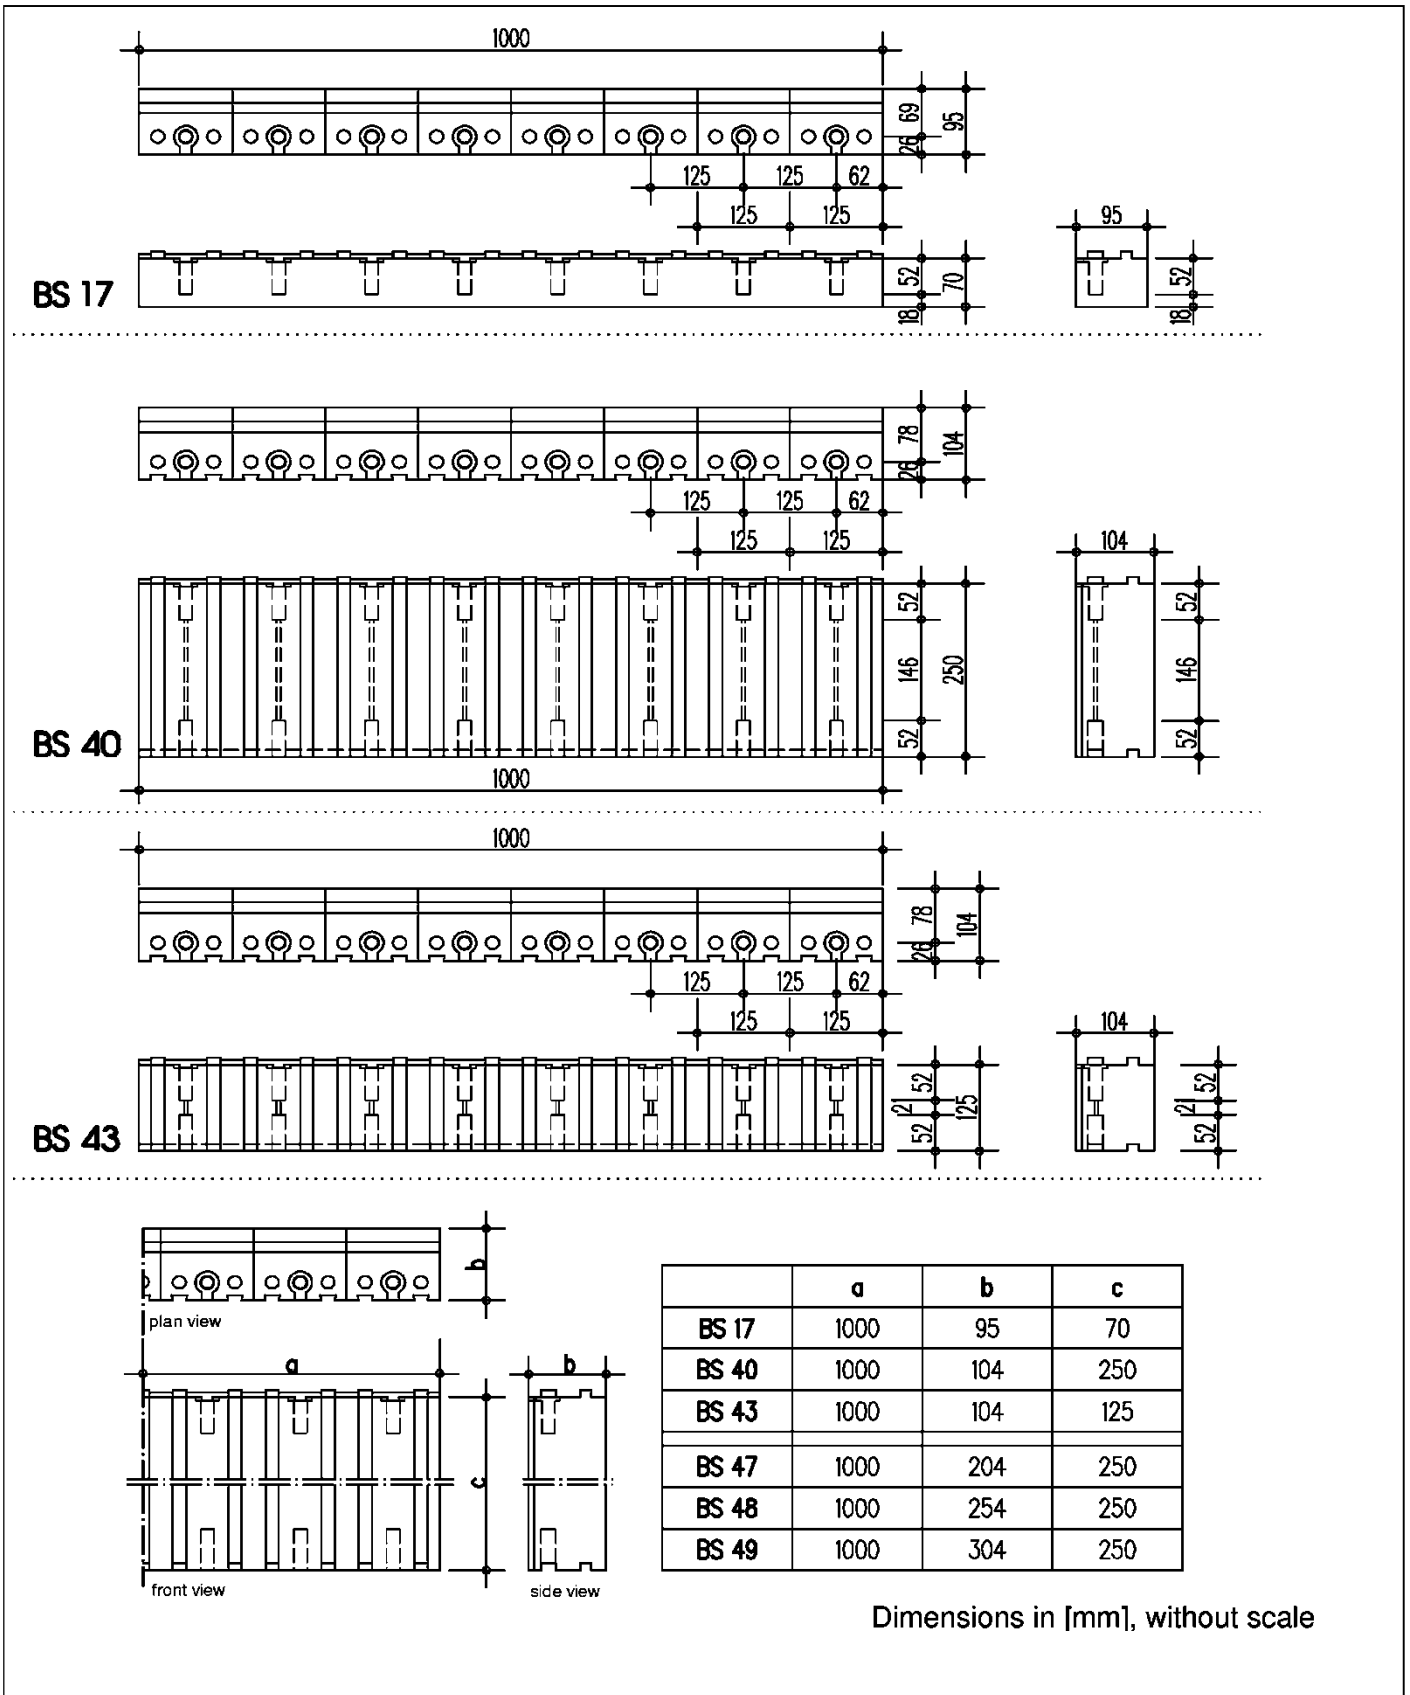 1000
69
95
26
125
125
62
125
125
95
BS 17
52
70
18
52
18
78
104
26
125
125
62
125
125
104
52
146
250
52
52
146
52
BS 40
1000
1000
78
104
26
125
125
62
125
125
104
52
21
125
52
52
21
52
BS 43
b
plan view
a
b
c
front view
side view
a b c
BS 17 1000 95 70
BS 40 1000 104 250
BS 43 1000 104 125
BS 47 1000 204 250
BS 48 1000 254 250
BS 49 1000 304 250
Dimensions in [mm], without scale